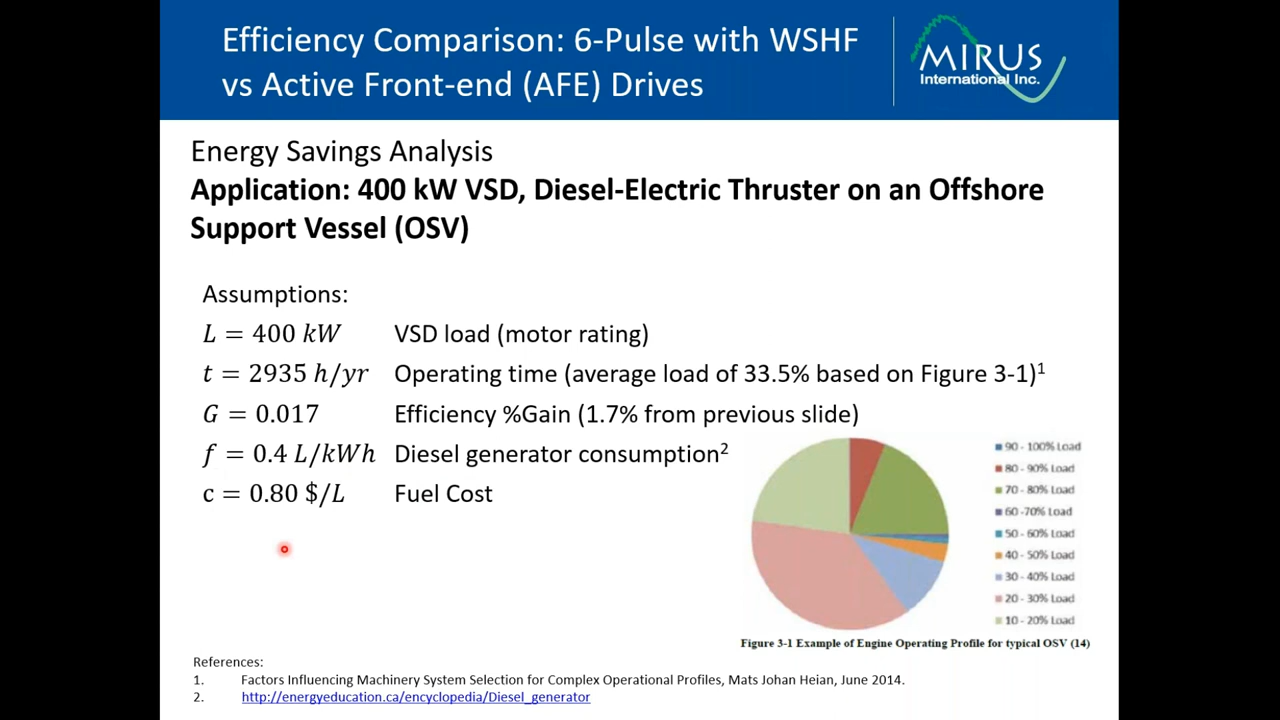 Efficiency Comparison: 6-Pulse with WSHF
vs Active Front-end (AFE) Drives
MIRUS
International Inc.
Energy Savings Analysis
Application: 400 kW VSD, Diesel-Electric Thruster on an Offshore
Support Vessel (OSV)
Assumptions:
L = 400 kW VSD load (motor rating)
t = 2935 h/yr Operating time (average load of 33.5% based on Figure 3-1)¹
G = 0.017 Efficiency %Gain (1.7% from previous slide)
f = 0.4 L/kWh Diesel generator consumption²
c = 0.80 $/L Fuel Cost
90 - 100% Load
80 - 90% Load
70 - 80% Load
60 -70% Load
50 - 60% Load
40 - 50% Load
30 - 40% Load
20 - 30% Load
10 - 20% Load
Figure 3-1 Example of Engine Operating Profile for typical OSV (14)
References:
1. Factors Influencing Machinery System Selection for Complex Operational Profiles, Mats Johan Heian, June 2014.
2. http://energyeducation.ca/encyclopedia/Diesel_generator